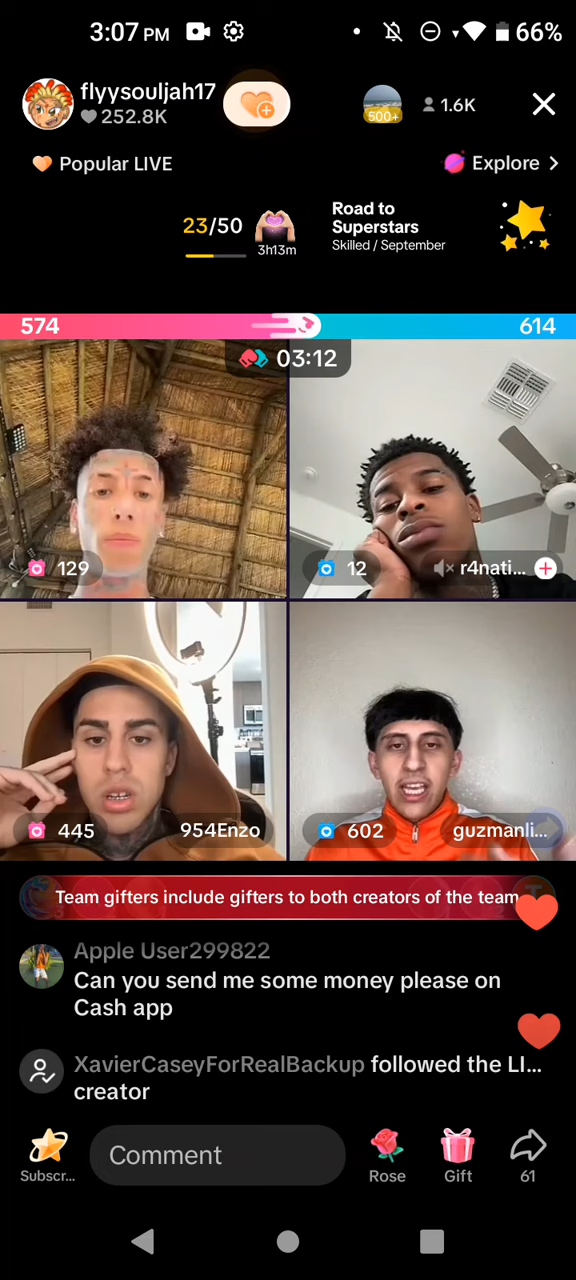 3:07 PM
66%
flyysouljah17
252.8K
500+
1.6K
Popular LIVE
Explore >
23/50
3h13m
Road to
Superstars
Skilled / September
574
614
03:12
129
12
r4nati...
445
954Enzo
602
guzmanli...
Team gifters include gifters to both creators of the team
Apple User299822
Can you send me some money please on
Cash app
XavierCaseyForRealBackup followed the LI...
creator
Subscr...
Comment
Rose
Gift
61